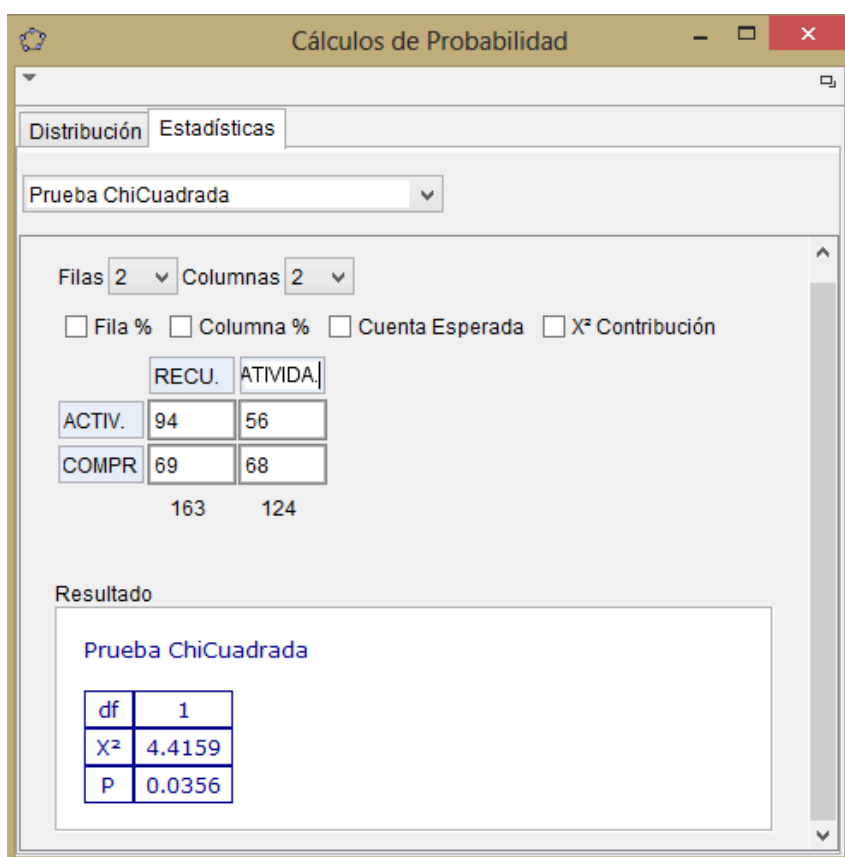 Cálculos de Probabilidad
Distribución Estadísticas
Prueba ChiCuadrada
Filas 2 Columnas 2
Fila % Columna % Cuenta Esperada X² Contribución
RECU. ATIVIDA.
ACTIV. 94 56
COMPR 69 68
163 124
Resultado
Prueba ChiCuadrada
df 1
X² 4.4159
P 0.0356